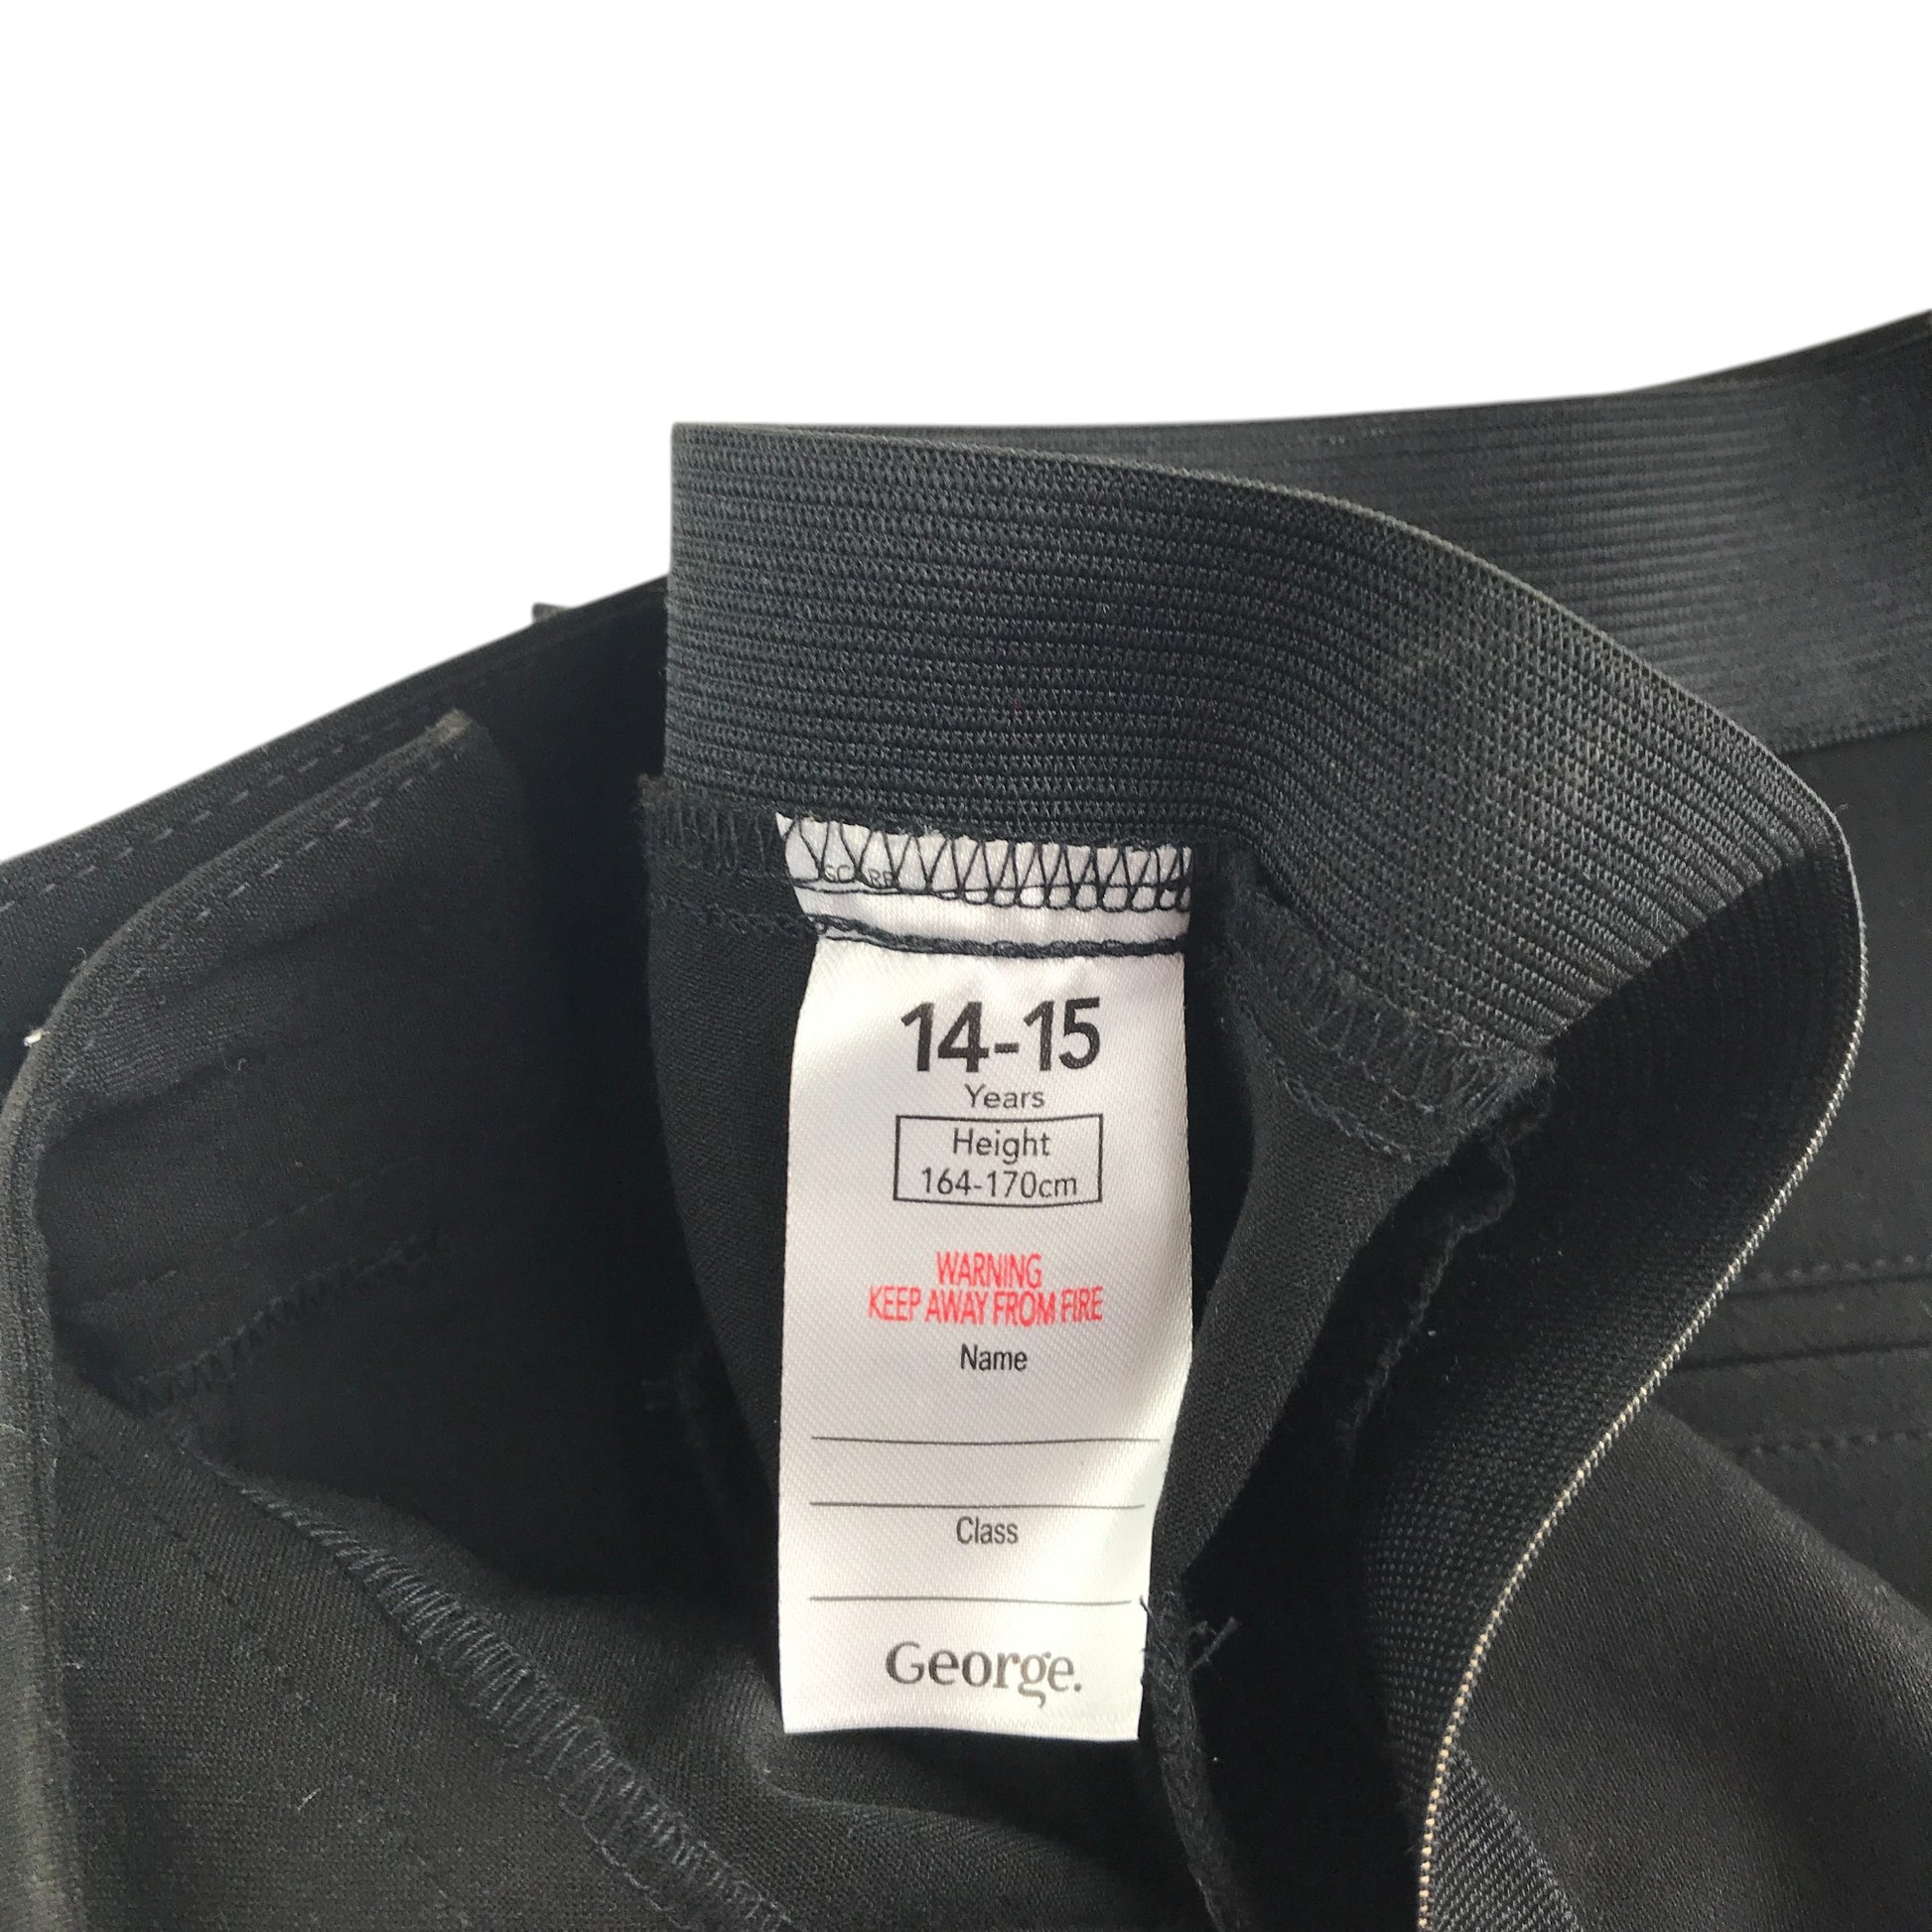 14-15
Years
Height
164-170cm
WARNING
KEEP AWAY FROM FIRE
Name
Class
George.